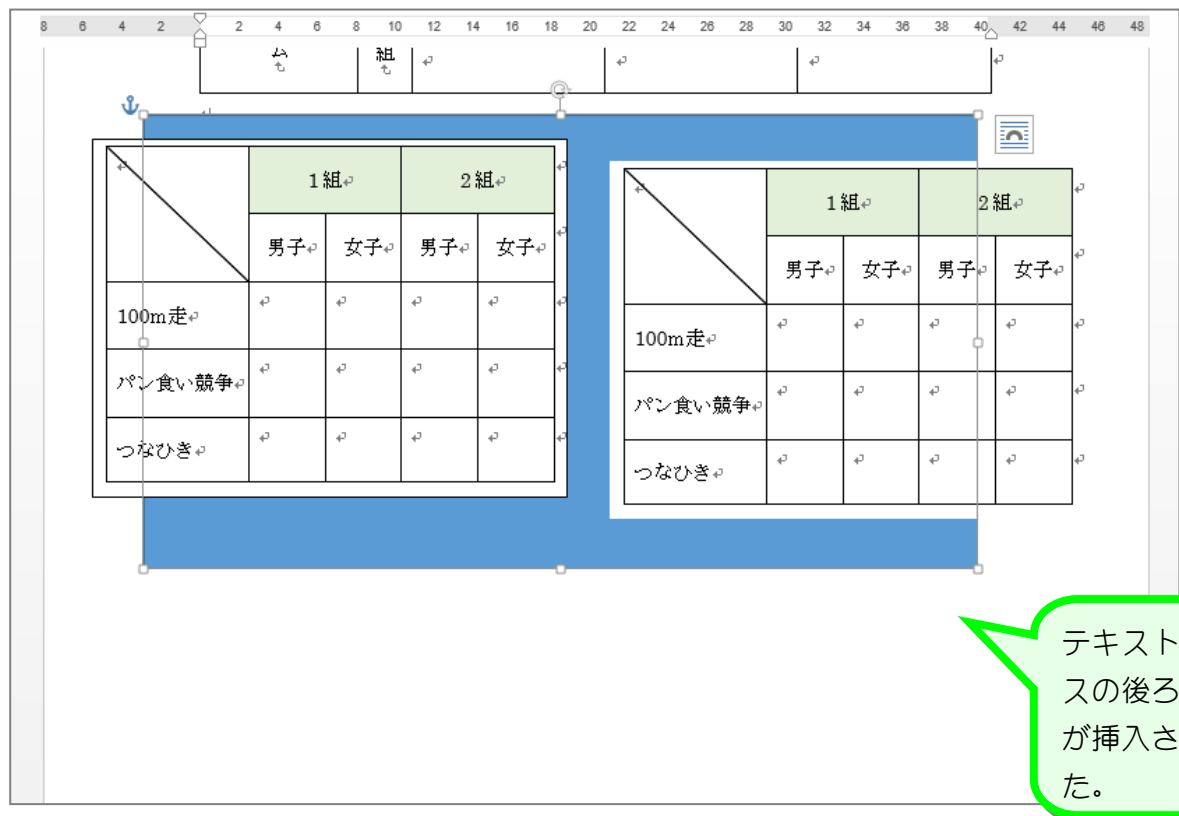 8 6 4 2 2 4 6 8 10 12 14 16 18 20 22 24 26 28 30 32 34 36 38 40 42 44 46 48
ム 組
1組 2組
男子 女子 男子 女子
100m走
パン食い競争
つなひき
1組 2組
男子 女子 男子 女子
100m走
パン食い競争
つなひき
テキスト
スの後ろ
が挿入さ
た。